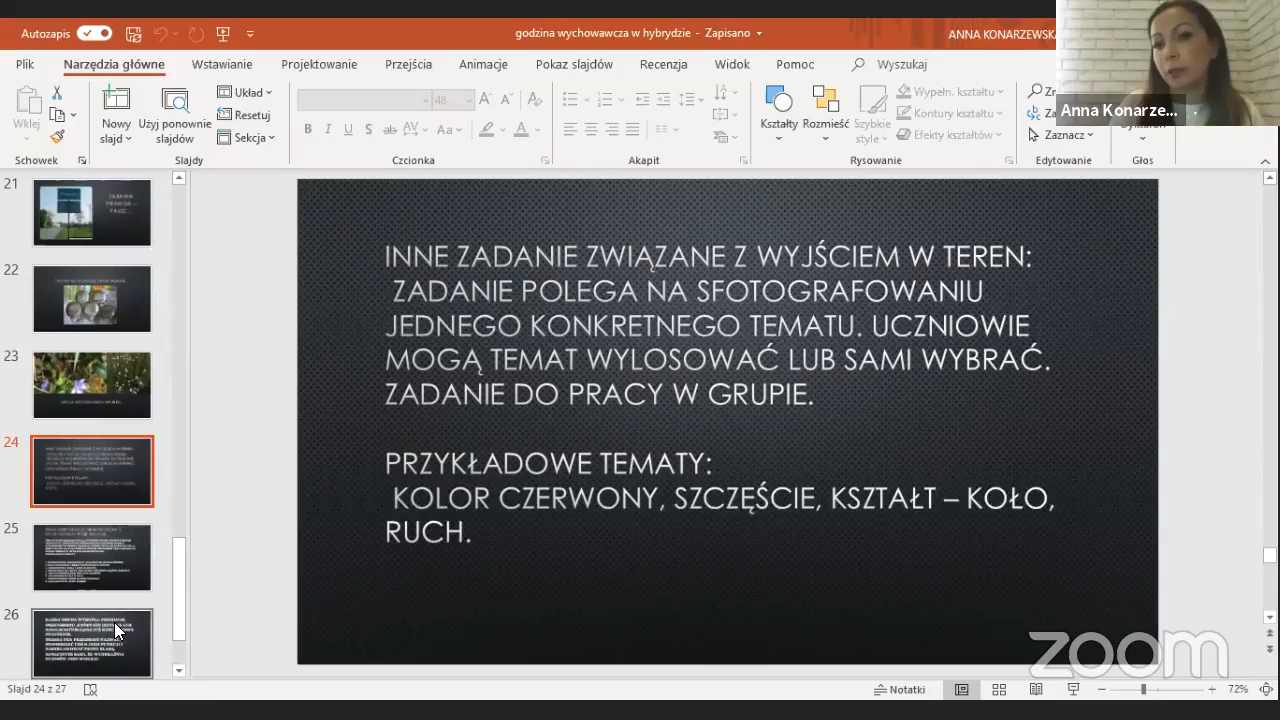 Autozapis
godzina wychowawcza w hybrydzie - Zapisano
ANNA KONARZEWSKA
Plik Narzędzia główne Wstawianie Projektowanie Przejścia Animacje Pokaz slajdów Recenzja Widok Pomoc Wyszukaj
Wklej
Nowy slajd
Użyj ponownie slajdów
Układ
Resetuj
Sekcja
48
Kształty
Rozmieść
Szybkie style
Wypełn. kształtu
Kontury kształtu
Efekty kształtów
Zaznacz
Schowek Slajdy Czcionka Akapit Rysowanie Edytowanie Głos
Anna Konarze...
21
22
23
24
25
26
INNE ZADANIE ZWIĄZANE Z WYJŚCIEM W TEREN:
ZADANIE POLEGA NA SFOTOGRAFOWANIU
JEDNEGO KONKRETNEGO TEMATU. UCZNIOWIE
MOGĄ TEMAT WYLOSOWAĆ LUB SAMI WYBRAĆ.
ZADANIE DO PRACY W GRUPIE.
PRZYKŁADOWE TEMATY:
KOLOR CZERWONY, SZCZĘŚCIE, KSZTAŁT – KOŁO,
RUCH.
zoom
Slajd 24 z 27
Notatki
72%